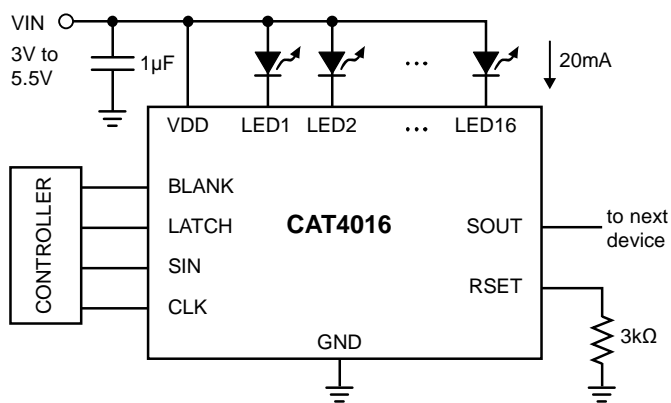 VIN
3V to
5.5V
1µF
...
20mA
VDD
LED1
LED2
...
LED16
CONTROLLER
BLANK
LATCH
SIN
CLK
CAT4016
SOUT
RSET
GND
to next
device
3kΩ